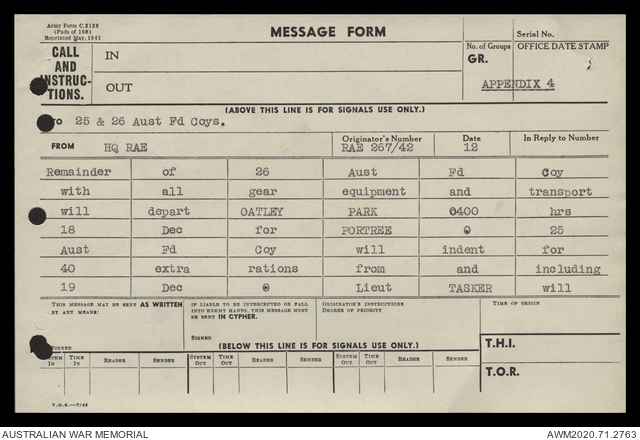 Army Form C.2128
(Pads of 100)
Reprinted May, 1941
MESSAGE FORM
Serial No.
CALL AND INSTRUC-TIONS.
IN
OUT
No. of Groups
GR.
OFFICE DATE STAMP
APPENDIX 4
(ABOVE THIS LINE IS FOR SIGNALS USE ONLY.)
TO 25 & 26 Aust Fd Coys.
FROM HQ RAE
Originator's Number RAE 267/42
Date 12
In Reply to Number
Remainder of 26 Aust Fd Coy
with all gear equipment and transport
will depart OATLEY PARK 0400 hrs
18 Dec for PORTREE . 25
Aust Fd Coy will indent for
40 extra rations from and including
19 Dec . Lieut TASKER will
THIS MESSAGE MAY BE SENT AS WRITTEN BY ANY MEANS:
IF LIABLE TO BE INTERCEPTED OR FALL INTO ENEMY HANDS, THIS MESSAGE MUST BE SENT IN CYPHER.
ORIGINATOR'S INSTRUCTIONS
DEGREE OF PRIORITY
TIME OF ORIGIN
SIGNED
SIGNED
(BELOW THIS LINE IS FOR SIGNALS USE ONLY.)
T.H.I.
SYSTEM IN TIME IN READER SENDER SYSTEM OUT TIME OUT READER SENDER SYSTEM OUT TIME OUT READER SENDER
T.O.R.
T.O.S.—7/42
AUSTRALIAN WAR MEMORIAL
AWM2020.71.2763